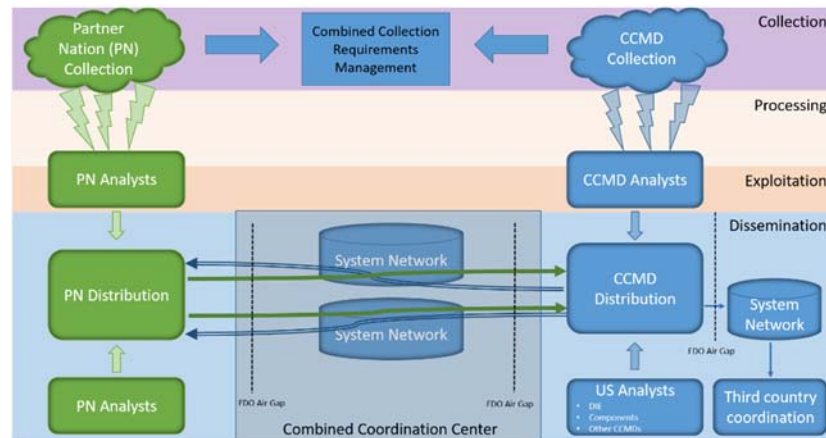 Partner
Nation (PN)
Collection
Combined Collection
Requirements
Management
CCMD
Collection
Collection
Processing
PN Analysts
CCMD Analysts
Exploitation
Dissemination
System Network
PN Distribution
CCMD
Distribution
System
Network
System Network
FDO Air Gap
PN Analysts
FDO Air Gap
FDO Air Gap
Combined Coordination Center
US Analysts
• DIE
• Components
• Other CCMDs
Third country
coordination